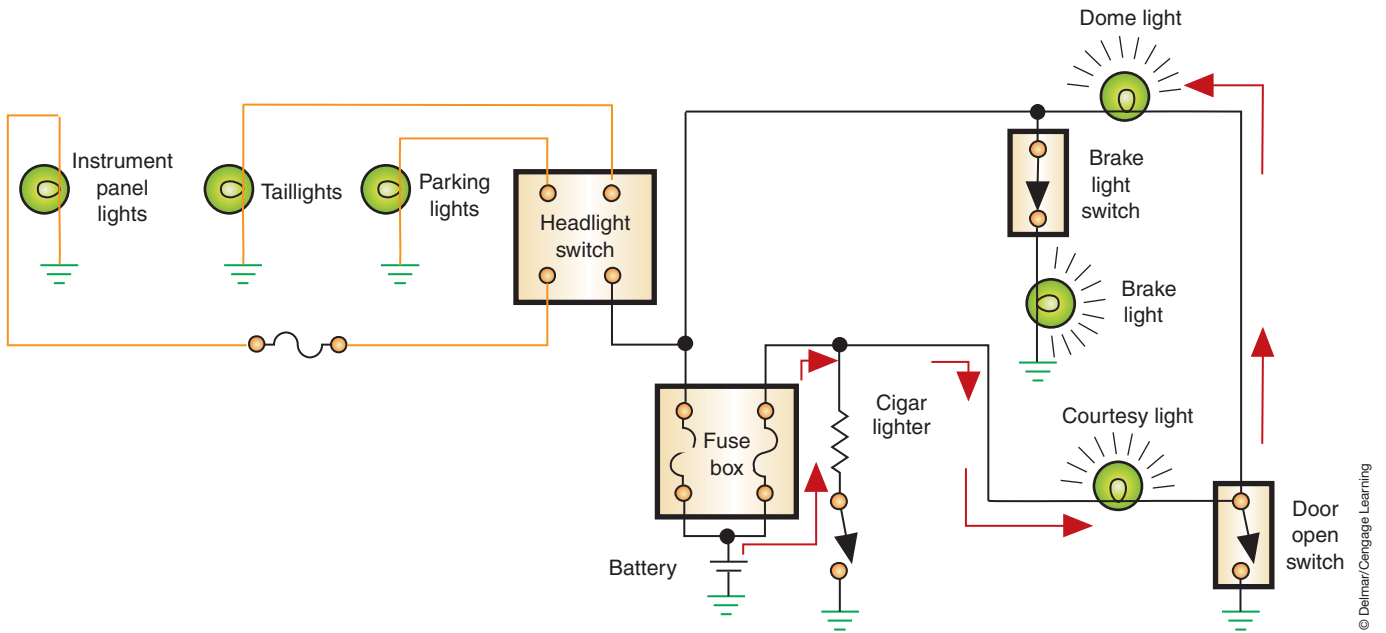 Dome light
Instrument
panel
lights
Taillights
Parking
lights
Headlight
switch
Brake
light
switch
Brake
light
Cigar
lighter
Courtesy light
Fuse
box
Battery
Door
open
switch
© Delmar/Cengage Learning